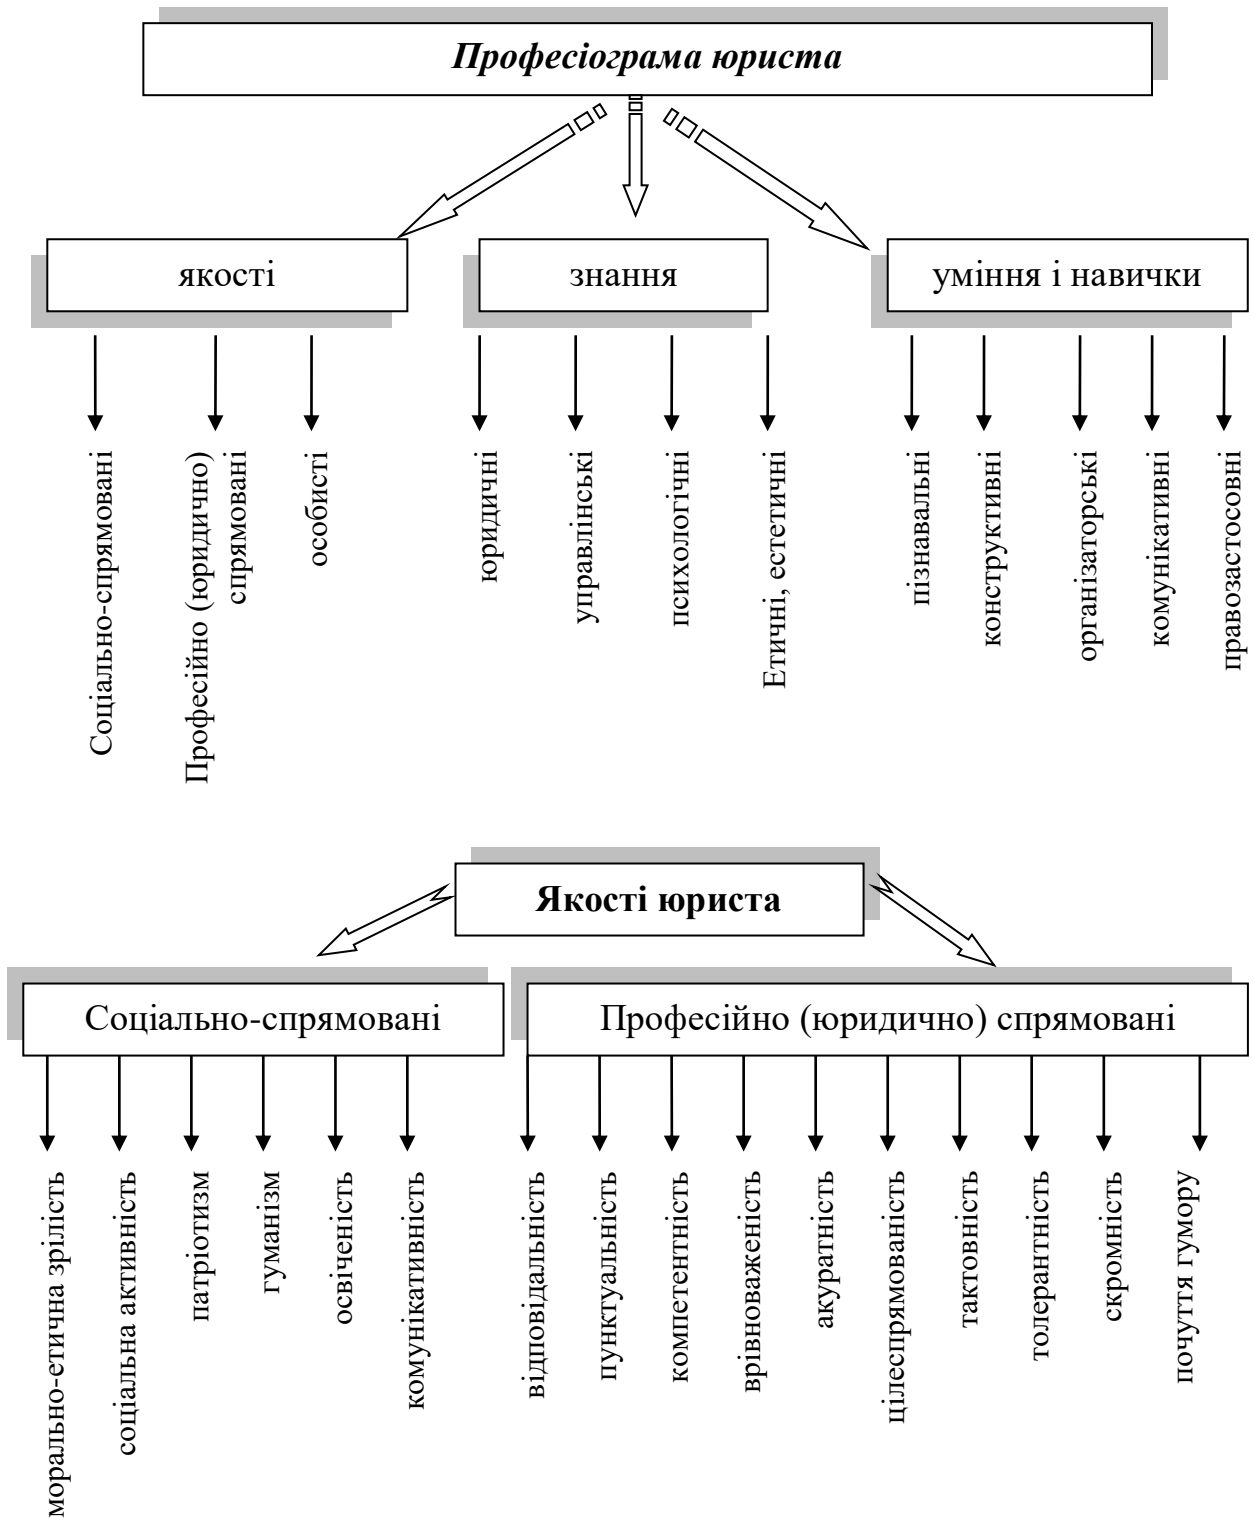 Професіограма юриста
якості
знання
уміння і навички
Соціально-спрямовані
Професійно (юридично)
спрямовані
особисті
юридичні
управлінські
психологічні
Етичні, естетичні
пізнавальні
конструктивні
організаторські
комунікативні
правозастосовні
Якості юриста
Соціально-спрямовані
Професійно (юридично) спрямовані
морально-етична зрілість
соціальна активність
патріотизм
гуманізм
освіченість
комунікативність
відповідальність
пунктуальність
компетентність
врівноваженість
акуратність
цілеспрямованість
тактовність
толерантність
скромність
почуття гумору